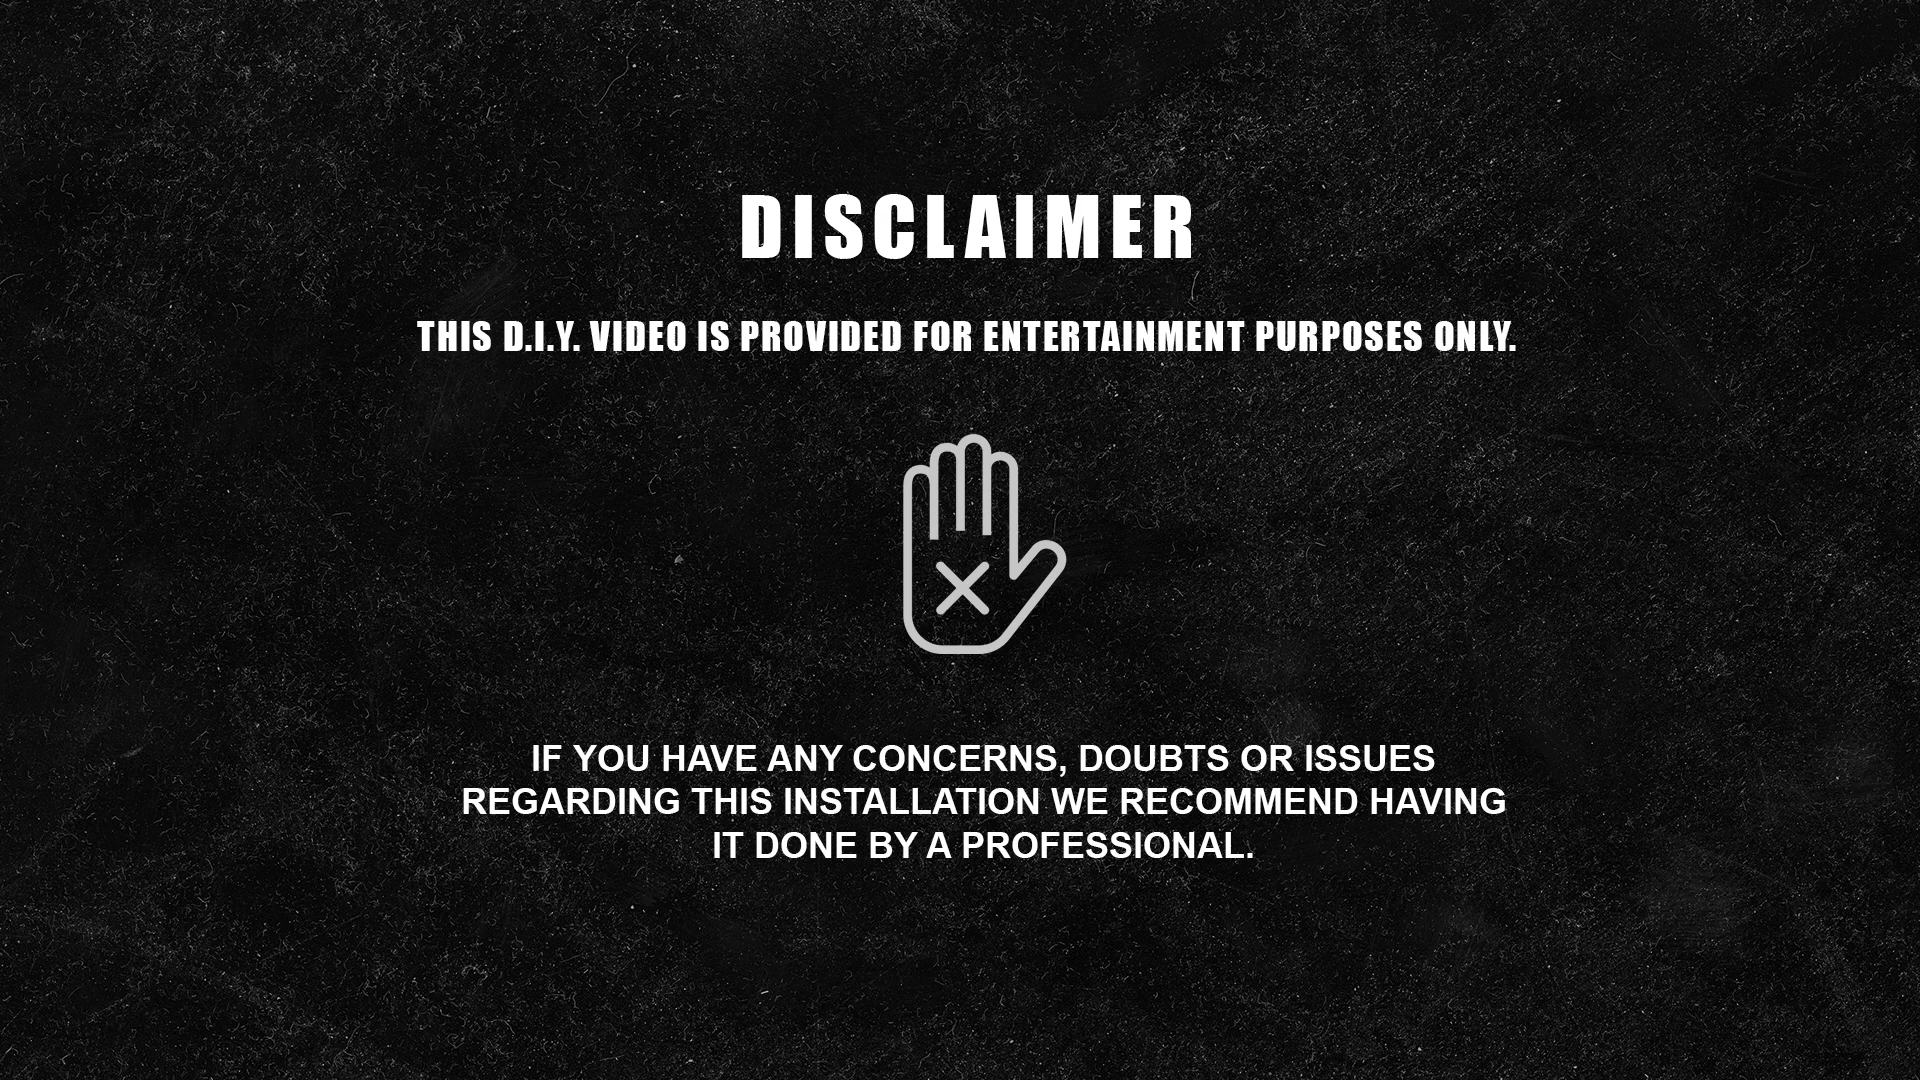 DISCLAIMER
THIS D.I.Y. VIDEO IS PROVIDED FOR ENTERTAINMENT PURPOSES ONLY.
IF YOU HAVE ANY CONCERNS, DOUBTS OR ISSUES
REGARDING THIS INSTALLATION WE RECOMMEND HAVING
IT DONE BY A PROFESSIONAL.